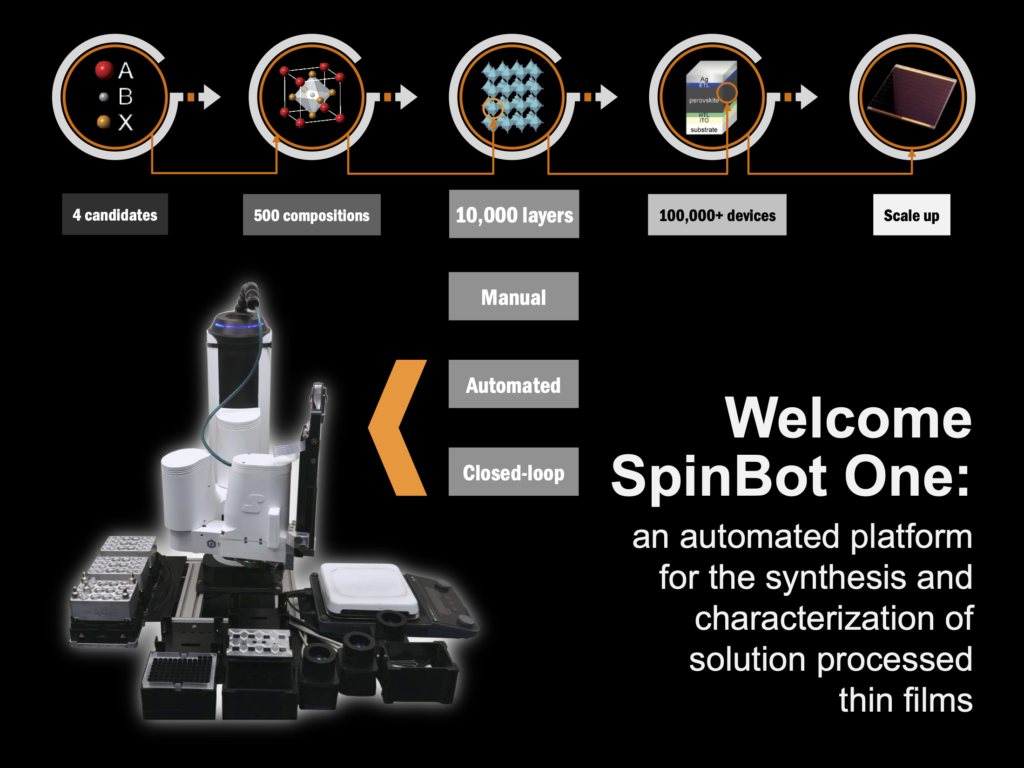 A
B
X
Ag
ETL
perovskite
HTL
ITO
substrate
4 candidates
500 compositions
10,000 layers
100,000+ devices
Scale up
Manual
Automated
Closed-loop
Welcome
SpinBot One:
an automated platform
for the synthesis and
characterization of
solution processed
thin films